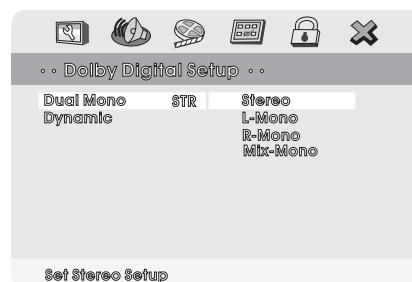 ·· Dolby Digital Setup ··
Dual Mono STR Stereo
Dynamic L-Mono
R-Mono
Mix-Mono
Set Stereo Setup